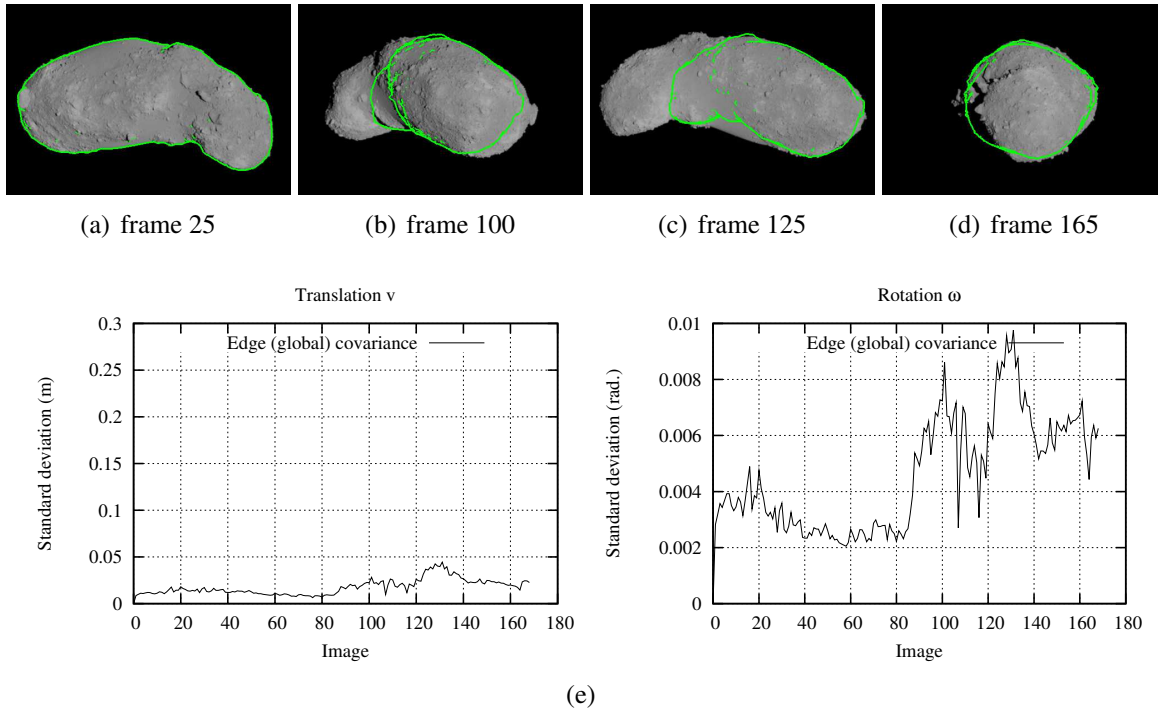 (a) frame 25
(b) frame 100
(c) frame 125
(d) frame 165
Translation v
Edge (global) covariance
0.3
0.25
0.2
0.15
0.1
0.05
0
Standard deviation (m)
0 20 40 60 80 100 120 140 160 180
Image
Rotation ω
Edge (global) covariance
0.01
0.008
0.006
0.004
0.002
0
Standard deviation (rad.)
0 20 40 60 80 100 120 140 160 180
Image
(e)